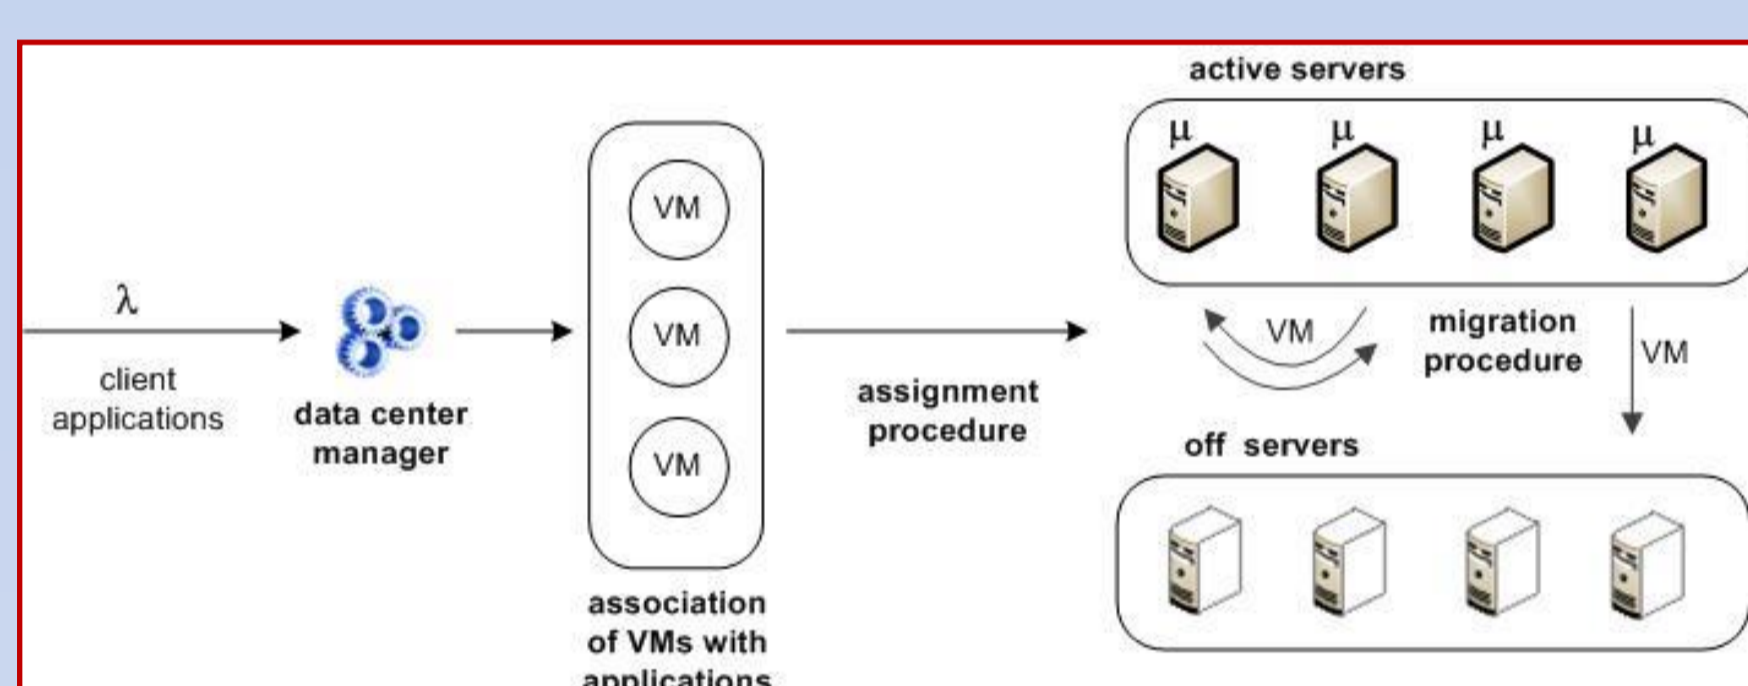 active servers
μ μ μ μ
λ
client
applications
data center
manager
VM
VM
VM
association
of VMs with
applications
assignment
procedure
VM
migration
procedure
VM
off servers